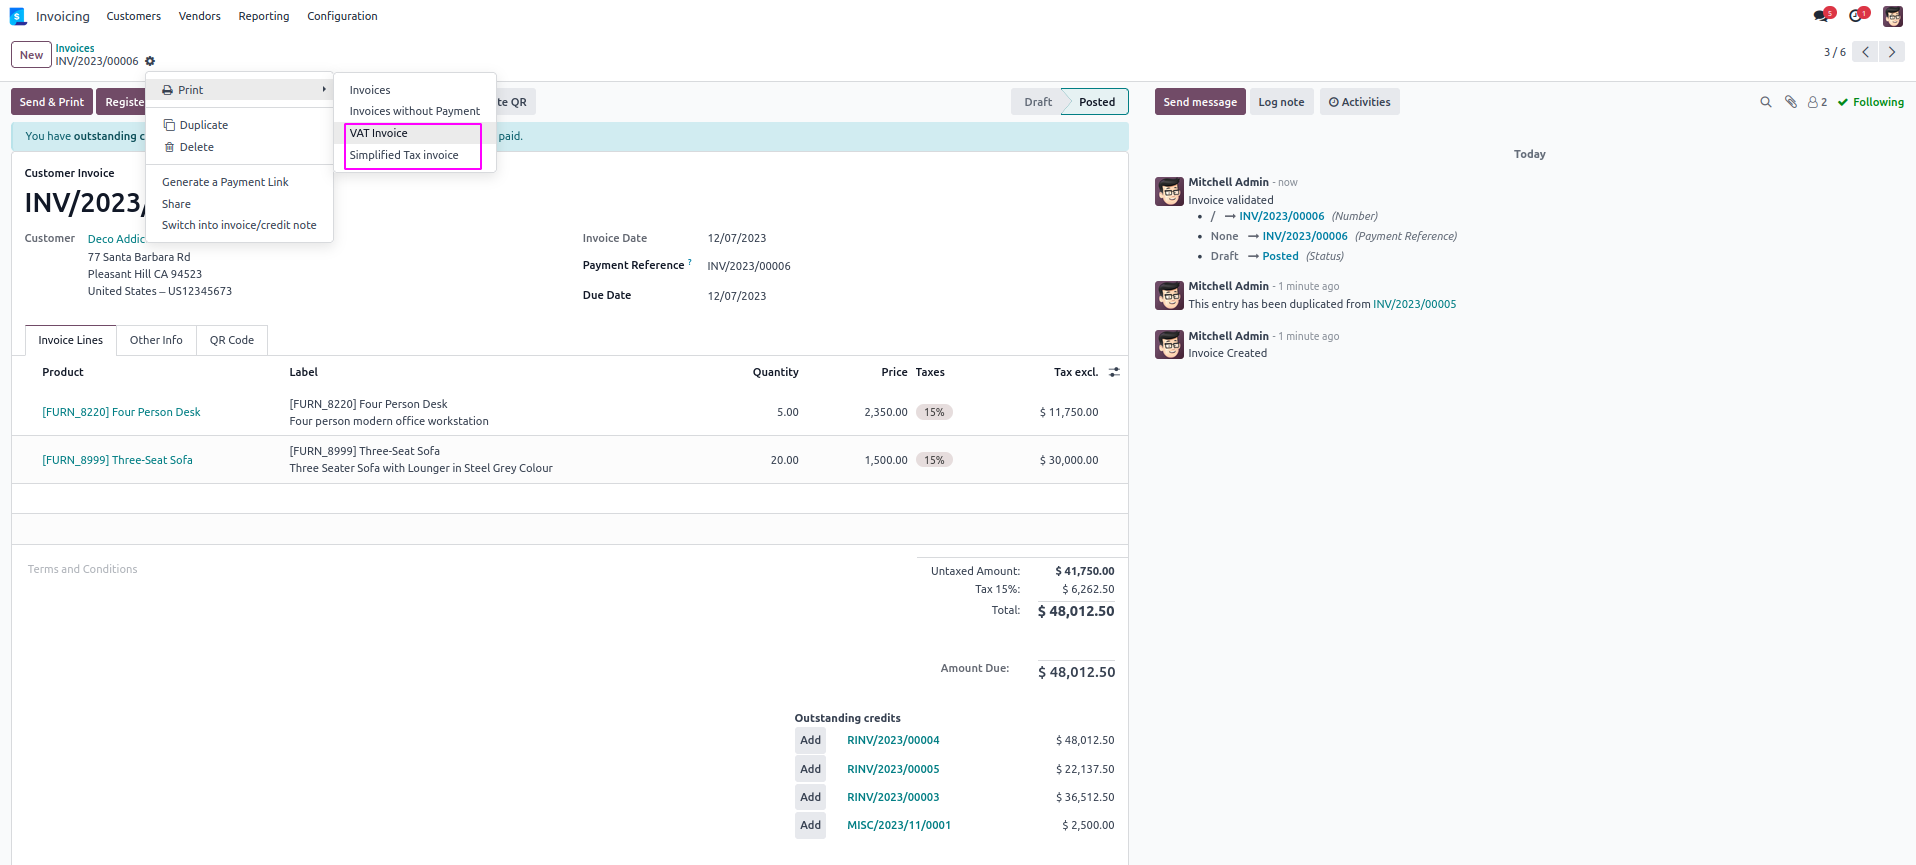 Invoicing Customers Vendors Reporting Configuration 5 1
New Invoices
INV/2023/00006 3 / 6
Print
Duplicate
Delete
Generate a Payment Link
Share
Switch into invoice/credit note
Invoices
Invoices without Payment
VAT Invoice
Simplified Tax invoice
Send & Print Registe te QR Draft Posted
Send message Log note Activities 2 Following
You have outstanding c paid.
Customer Invoice
INV/2023/
Customer Deco Addic
77 Santa Barbara Rd
Pleasant Hill CA 94523
United States – US12345673
Invoice Date 12/07/2023
Payment Reference ? INV/2023/00006
Due Date 12/07/2023
Invoice Lines Other Info QR Code
Product Label Quantity Price Taxes Tax excl.
[FURN_8220] Four Person Desk [FURN_8220] Four Person Desk 5.00 2,350.00 15% $ 11,750.00
Four person modern office workstation
[FURN_8999] Three-Seat Sofa [FURN_8999] Three-Seat Sofa 20.00 1,500.00 15% $ 30,000.00
Three Seater Sofa with Lounger in Steel Grey Colour
Terms and Conditions
Untaxed Amount: $ 41,750.00
Tax 15%: $ 6,262.50
Total: $ 48,012.50
Amount Due: $ 48,012.50
Outstanding credits
Add RINV/2023/00004 $ 48,012.50
Add RINV/2023/00005 $ 22,137.50
Add RINV/2023/00003 $ 36,512.50
Add MISC/2023/11/0001 $ 2,500.00
Today
Mitchell Admin - now
Invoice validated
• / → INV/2023/00006 (Number)
• None → INV/2023/00006 (Payment Reference)
• Draft → Posted (Status)
Mitchell Admin - 1 minute ago
This entry has been duplicated from INV/2023/00005
Mitchell Admin - 1 minute ago
Invoice Created